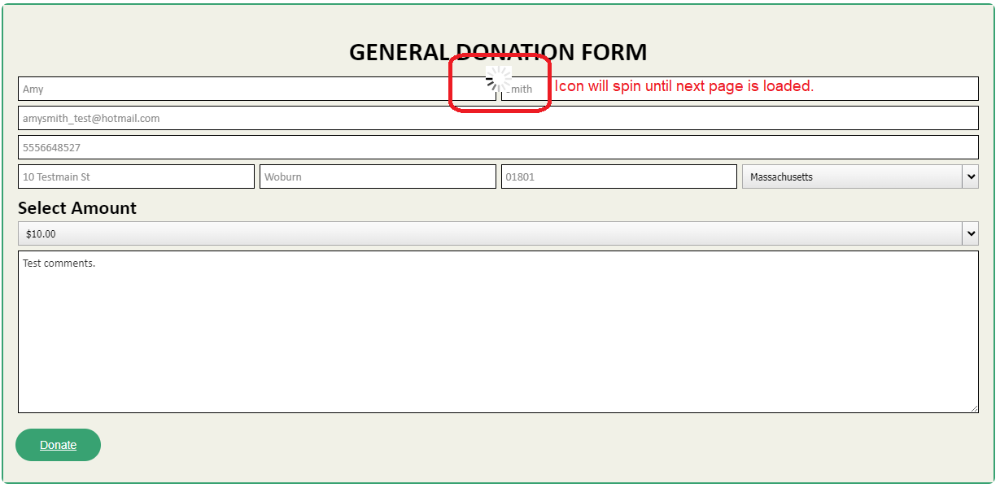 GENERAL DONATION FORM
Amy
mith
Icon will spin until next page is loaded.
amysmith_test@hotmail.com
5556648527
10 Testmain St
Woburn
01801
Massachusetts
Select Amount
$10.00
Test comments.
Donate